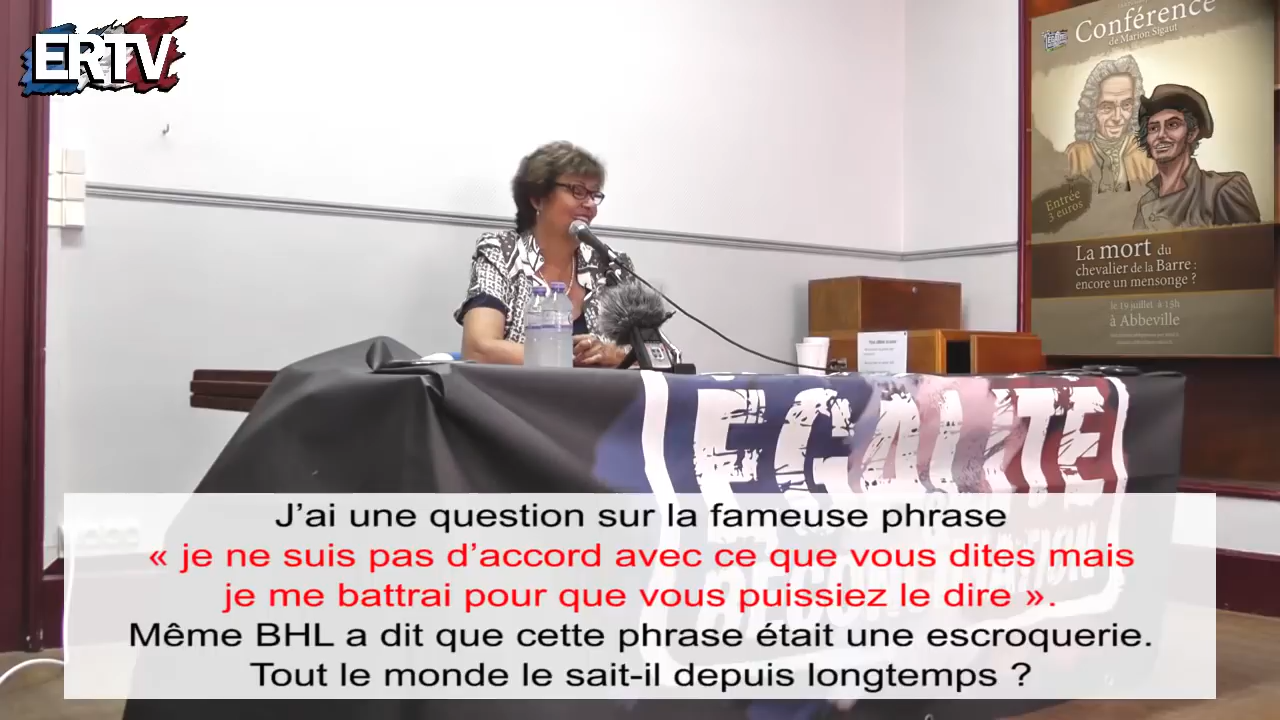 ERTV
Conférence
de Marion Sigaut
Entrée
3 euros
La mort du
chevalier de la Barre :
encore un mensonge ?
le 19 juillet à 15h
à Abbeville
EGALITE
RECONCILIATION
J’ai une question sur la fameuse phrase
« je ne suis pas d’accord avec ce que vous dites mais
je me battrai pour que vous puissiez le dire ».
Même BHL a dit que cette phrase était une escroquerie.
Tout le monde le sait-il depuis longtemps ?